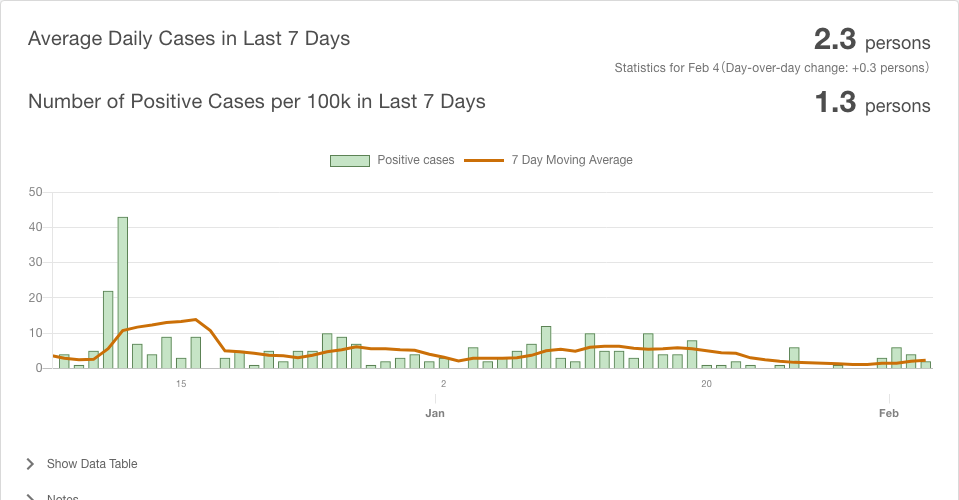 Average Daily Cases in Last 7 Days
2.3 persons
Statistics for Feb 4(Day-over-day change: +0.3 persons)
Number of Positive Cases per 100k in Last 7 Days
1.3 persons
Positive cases
7 Day Moving Average
50
40
30
20
10
0
15
2
20
Jan
Feb
Show Data Table
Notes